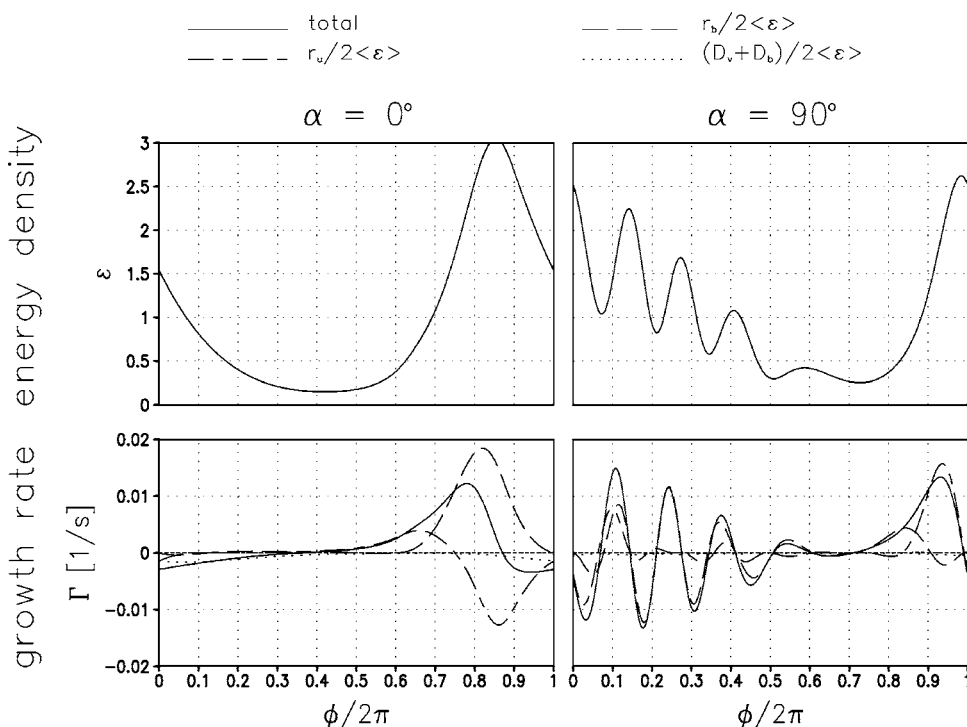 total
r_b/2<ε>
r_u/2<ε>
(D_v+D_b)/2<ε>
α = 0°
α = 90°
energy density
ε
3
2.5
2
1.5
1
0.5
0
growth rate
Γ [1/s]
0.02
0.01
0
−0.01
−0.02
0 0.1 0.2 0.3 0.4 0.5 0.6 0.7 0.8 0.9 1
0 0.1 0.2 0.3 0.4 0.5 0.6 0.7 0.8 0.9 1
ϕ/2π
ϕ/2π